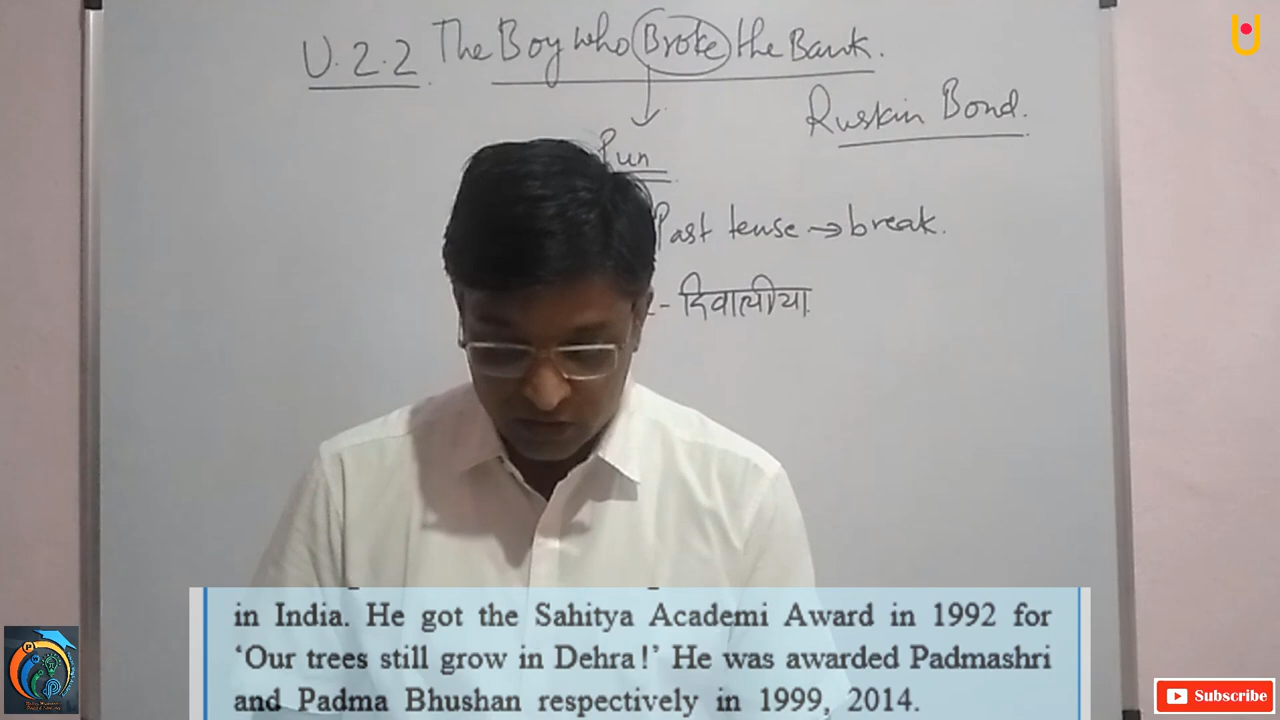 U. 2.2. The Boy who Broke the Bank.
Ruskin Bond.
Pun
Past tense → break.
- दिवाळीया
in India. He got the Sahitya Academi Award in 1992 for
‘Our trees still grow in Dehra!’ He was awarded Padmashri
and Padma Bhushan respectively in 1999, 2014.
Subscribe